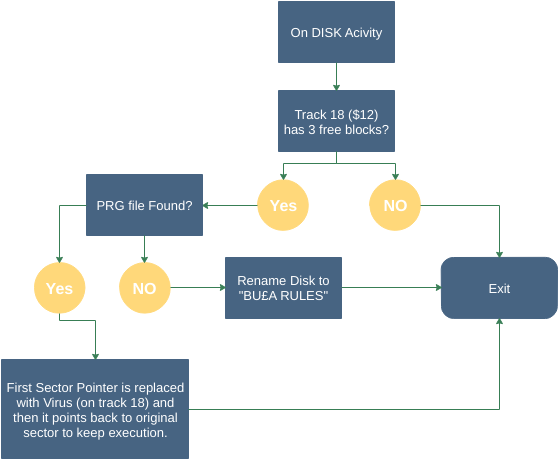 On DISK Acivity
Track 18 ($12)
has 3 free blocks?
PRG file Found?
Yes
NO
Yes
NO
Rename Disk to
"BU£A RULES"
Exit
First Sector Pointer is replaced
with Virus (on track 18) and
then it points back to original
sector to keep execution.